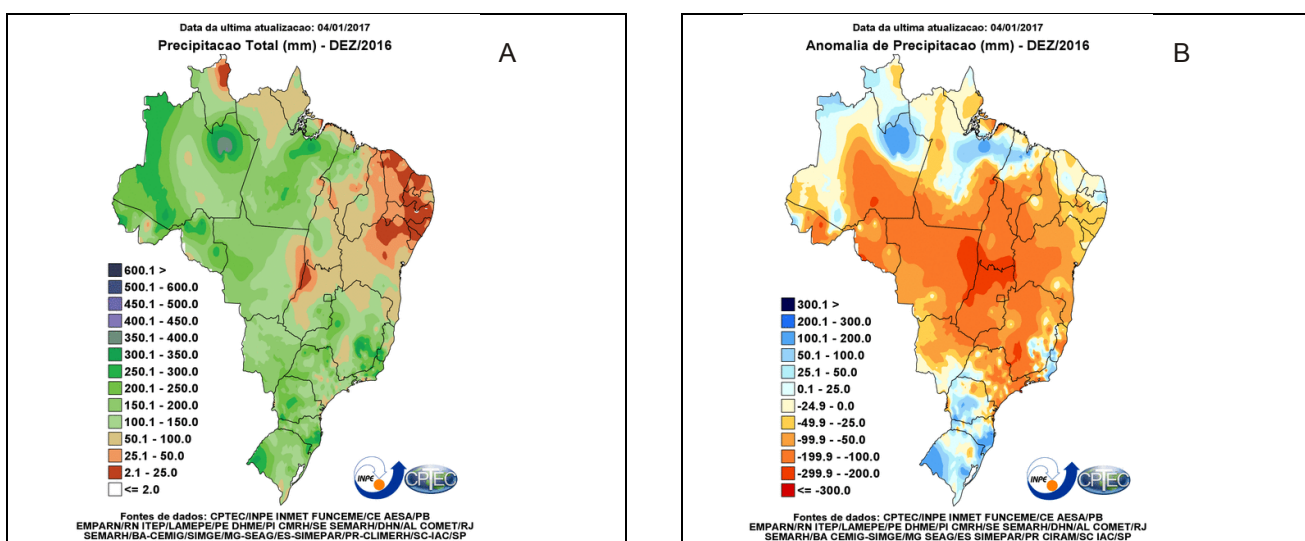 Data da ultima atualizacao: 04/01/2017
Precipitacao Total (mm) - DEZ/2016
A
600.1 >
500.1 - 600.0
450.1 - 500.0
400.1 - 450.0
350.1 - 400.0
300.1 - 350.0
250.1 - 300.0
200.1 - 250.0
150.1 - 200.0
100.1 - 150.0
50.1 - 100.0
25.1 - 50.0
2.1 - 25.0
<= 2.0
INPE
CPTEC
Fontes de dados: CPTEC/INPE INMET FUNCEME/CE AESA/PB
EMPARN/RN ITEP/LAMEPE/PE DHME/PI CMRH/SE SEMARH/DHN/AL COMET/RJ
SEMARH/BA-CEMIG/SIMGE/MG-SEAG/ES-SIMEPAR/PR-CLIMERH/SC-IAC/SP
Data da ultima atualizacao: 04/01/2017
Anomalia de Precipitacao (mm) - DEZ/2016
B
300.1 >
200.1 - 300.0
100.1 - 200.0
50.1 - 100.0
25.1 - 50.0
0.1 - 25.0
-24.9 - 0.0
-49.9 - -25.0
-99.9 - -50.0
-199.9 - -100.0
-299.9 - -200.0
<= -300.0
INPE
CPTEC
Fontes de dados: CPTEC/INPE INMET FUNCEME/CE AESA/PB
EMPARN/RN ITEP/LAMEPE/PE DHME/PI CMRH/SE SEMARH/DHN/AL COMET/RJ
SEMARH/BA CEMIG-SIMGE/MG SEAG/ES SIMEPAR/PR CIRAM/SC IAC/SP